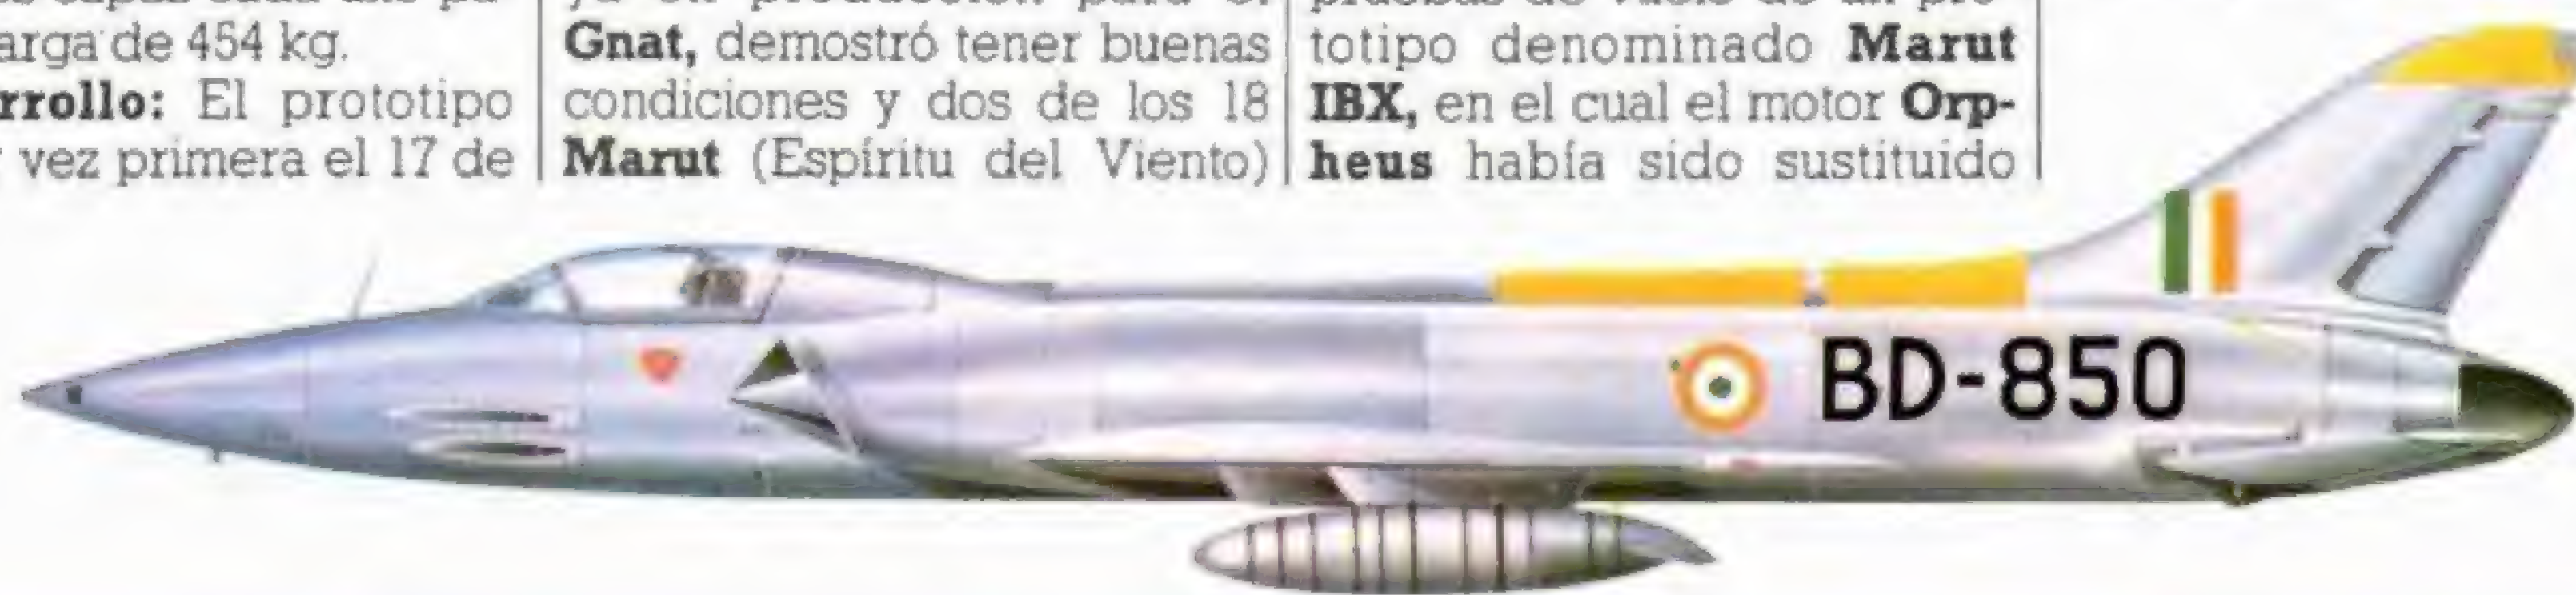 arga de 454 kg.
rrollo: El prototipo
vez primera el 17 de
Gnat, demostró tener buenas
condiciones y dos de los 18
Marut (Espíritu del Viento)
totipo denominado Marut
IBX, en el cual el motor Orp-
heus había sido sustituido
BD-850